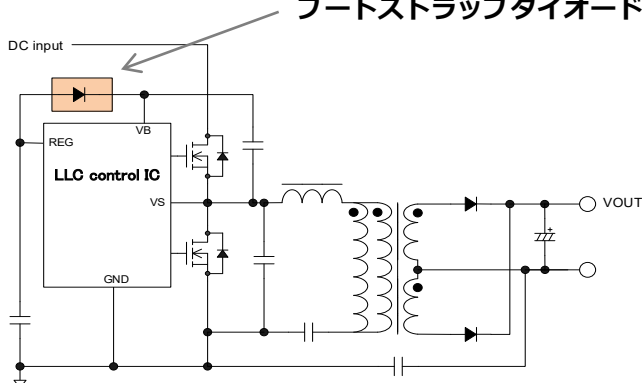 ブートストラップダイオード
DC input
VB
REG
LLC control IC
VS
VOUT
GND
+